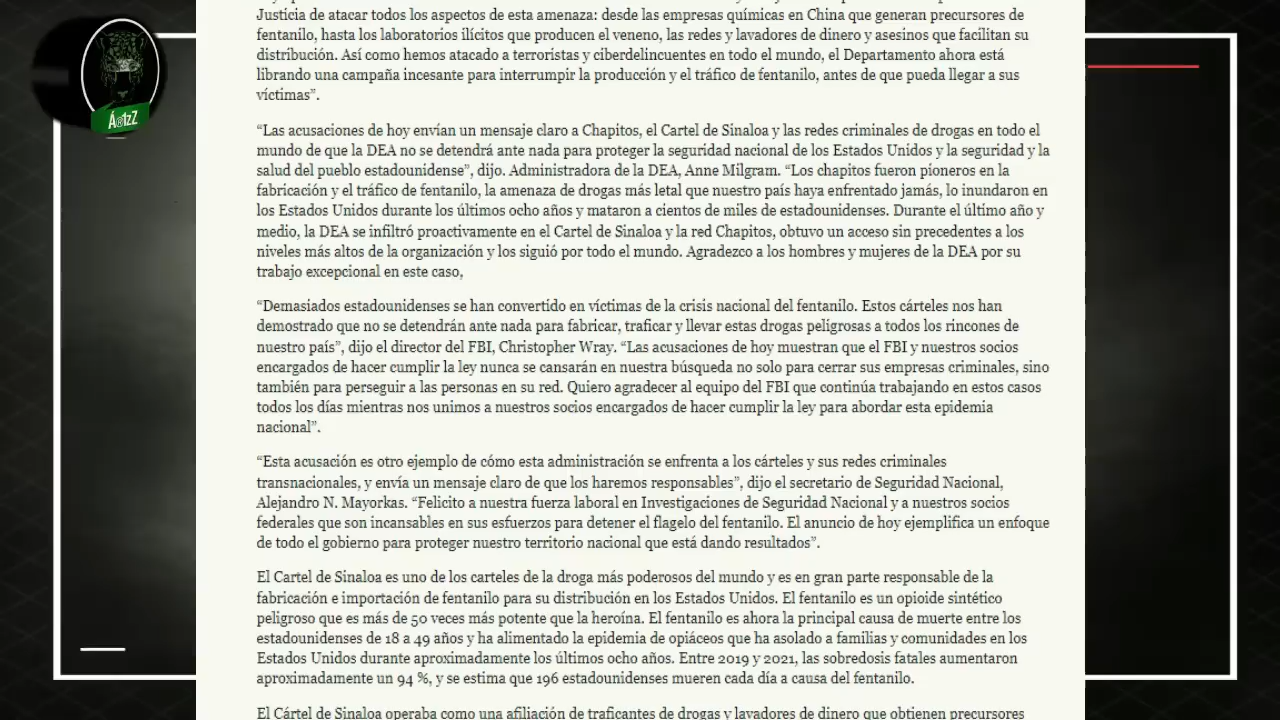 Justicia de atacar todos los aspectos de esta amenaza: desde las empresas químicas en China que generan precursores de
fentanilo, hasta los laboratorios ilícitos que producen el veneno, las redes y lavadores de dinero y asesinos que facilitan su
distribución. Así como hemos atacado a terroristas y ciberdelincuentes en todo el mundo, el Departamento ahora está
librando una campaña incesante para interrumpir la producción y el tráfico de fentanilo, antes de que pueda llegar a sus
víctimas”.
“Las acusaciones de hoy envían un mensaje claro a Chapitos, el Cartel de Sinaloa y las redes criminales de drogas en todo el
mundo de que la DEA no se detendrá ante nada para proteger la seguridad nacional de los Estados Unidos y la seguridad y la
salud del pueblo estadounidense”, dijo. Administradora de la DEA, Anne Milgram. “Los chapitos fueron pioneros en la
fabricación y el tráfico de fentanilo, la amenaza de drogas más letal que nuestro país haya enfrentado jamás, lo inundaron en
los Estados Unidos durante los últimos ocho años y mataron a cientos de miles de estadounidenses. Durante el último año y
medio, la DEA se infiltró proactivamente en el Cartel de Sinaloa y la red Chapitos, obtuvo un acceso sin precedentes a los
niveles más altos de la organización y los siguió por todo el mundo. Agradezco a los hombres y mujeres de la DEA por su
trabajo excepcional en este caso,
“Demasiados estadounidenses se han convertido en víctimas de la crisis nacional del fentanilo. Estos cárteles nos han
demostrado que no se detendrán ante nada para fabricar, traficar y llevar estas drogas peligrosas a todos los rincones de
nuestro país”, dijo el director del FBI, Christopher Wray. “Las acusaciones de hoy muestran que el FBI y nuestros socios
encargados de hacer cumplir la ley nunca se cansarán en nuestra búsqueda no solo para cerrar sus empresas criminales, sino
también para perseguir a las personas en su red. Quiero agradecer al equipo del FBI que continúa trabajando en estos casos
todos los días mientras nos unimos a nuestros socios encargados de hacer cumplir la ley para abordar esta epidemia
nacional”.
“Esta acusación es otro ejemplo de cómo esta administración se enfrenta a los cárteles y sus redes criminales
transnacionales, y envía un mensaje claro de que los haremos responsables”, dijo el secretario de Seguridad Nacional,
Alejandro N. Mayorkas. “Felicito a nuestra fuerza laboral en Investigaciones de Seguridad Nacional y a nuestros socios
federales que son incansables en sus esfuerzos para detener el flagelo del fentanilo. El anuncio de hoy ejemplifica un enfoque
de todo el gobierno para proteger nuestro territorio nacional que está dando resultados”.
El Cartel de Sinaloa es uno de los carteles de la droga más poderosos del mundo y es en gran parte responsable de la
fabricación e importación de fentanilo para su distribución en los Estados Unidos. El fentanilo es un opioide sintético
peligroso que es más de 50 veces más potente que la heroína. El fentanilo es ahora la principal causa de muerte entre los
estadounidenses de 18 a 49 años y ha alimentado la epidemia de opiáceos que ha asolado a familias y comunidades en los
Estados Unidos durante aproximadamente los últimos ocho años. Entre 2019 y 2021, las sobredosis fatales aumentaron
aproximadamente un 94 %, y se estima que 196 estadounidenses mueren cada día a causa del fentanilo.
El Cártel de Sinaloa operaba como una afiliación de traficantes de drogas y lavadores de dinero que obtienen precursores